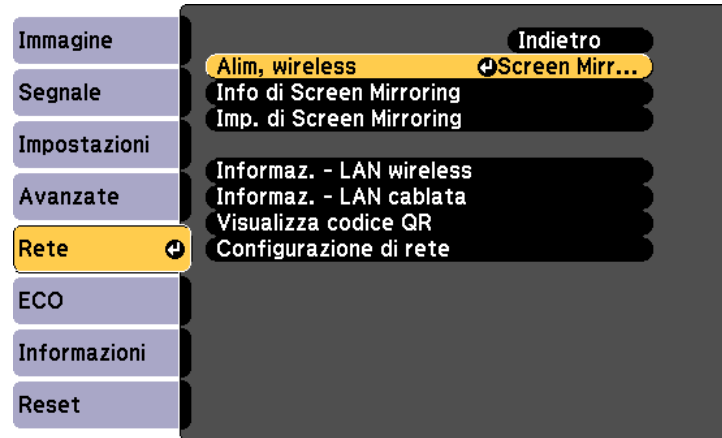 Immagine
Segnale
Impostazioni
Avanzate
Rete
ECO
Informazioni
Reset
Indietro
Alim, wireless Screen Mirr...
Info di Screen Mirroring
Imp. di Screen Mirroring
Informaz. - LAN wireless
Informaz. - LAN cablata
Visualizza codice QR
Configurazione di rete